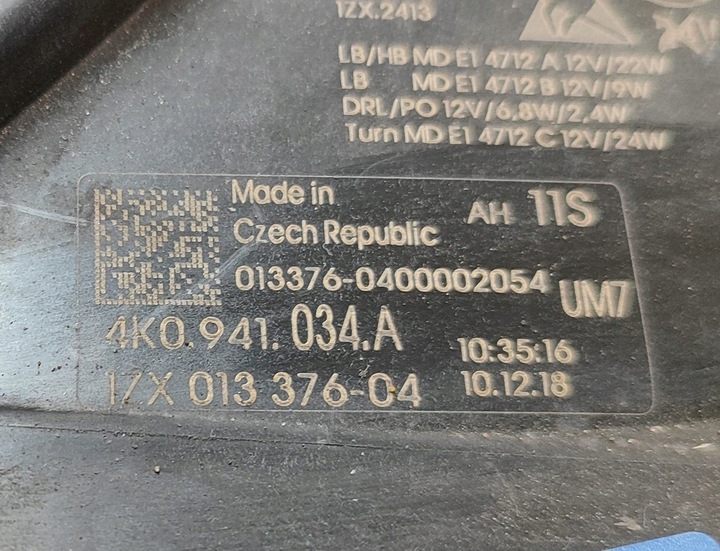 1ZX.2413
LB/HB MD E1 4712 A 12V/22W
LB MD E1 4712 B 12V/9W
DRL/PO 12V/6.8W/2,4W
Turn MD E1 4712 C 12V/24W
Made in
Czech Republic
AH 11S
013376-0400002054
UM7
4K0.941.034.A
10:35:16
1ZX 013 376-04
10.12.18